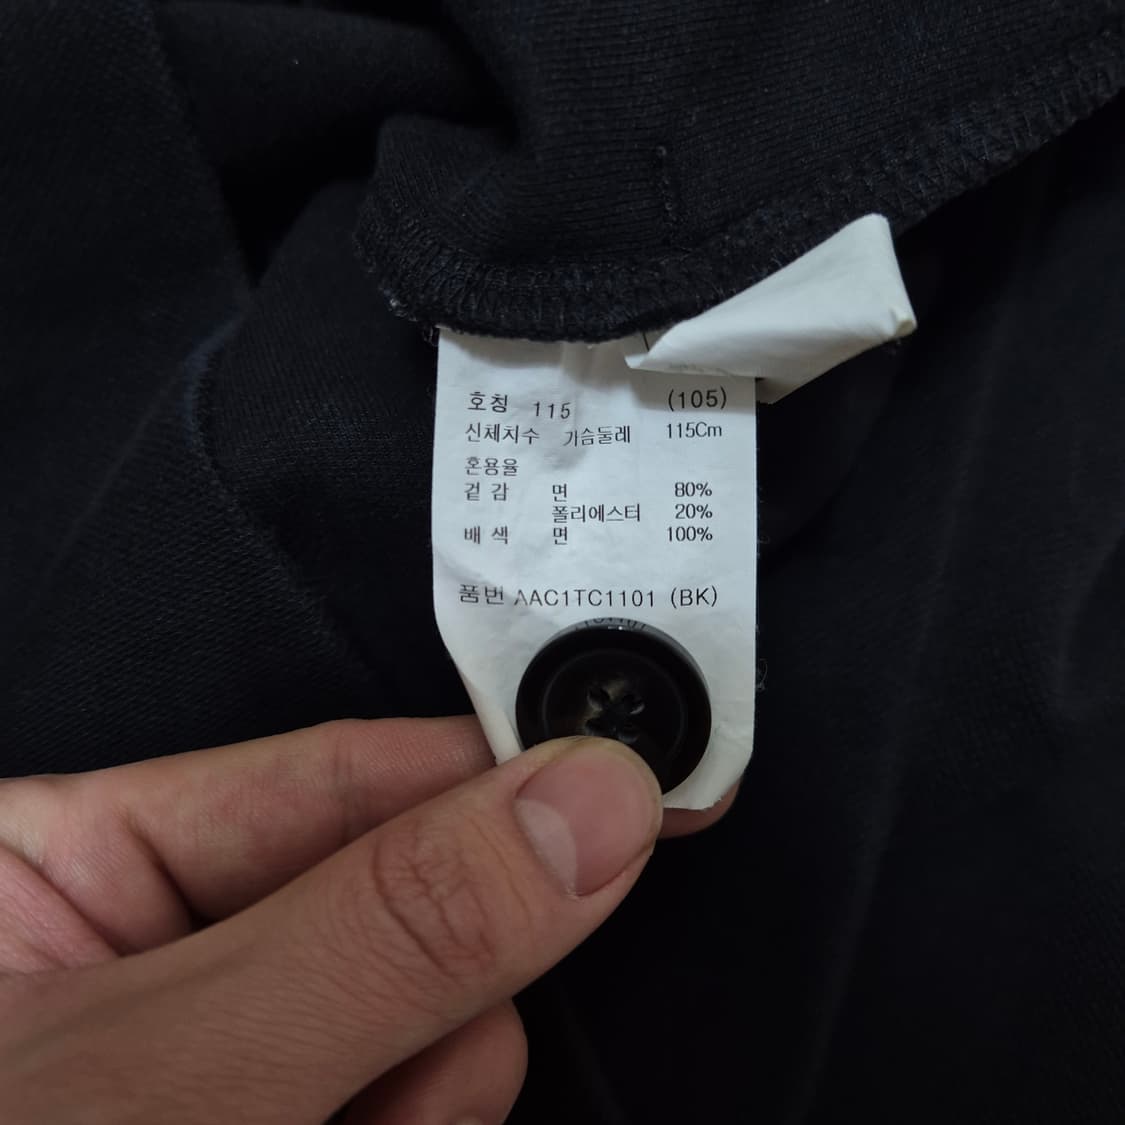 호칭 115 (105)
신체치수 가슴둘레 115Cm
혼용율
겉감 면 80%
폴리에스터 20%
배색 면 100%
품번 AAC1TC1101 (BK)